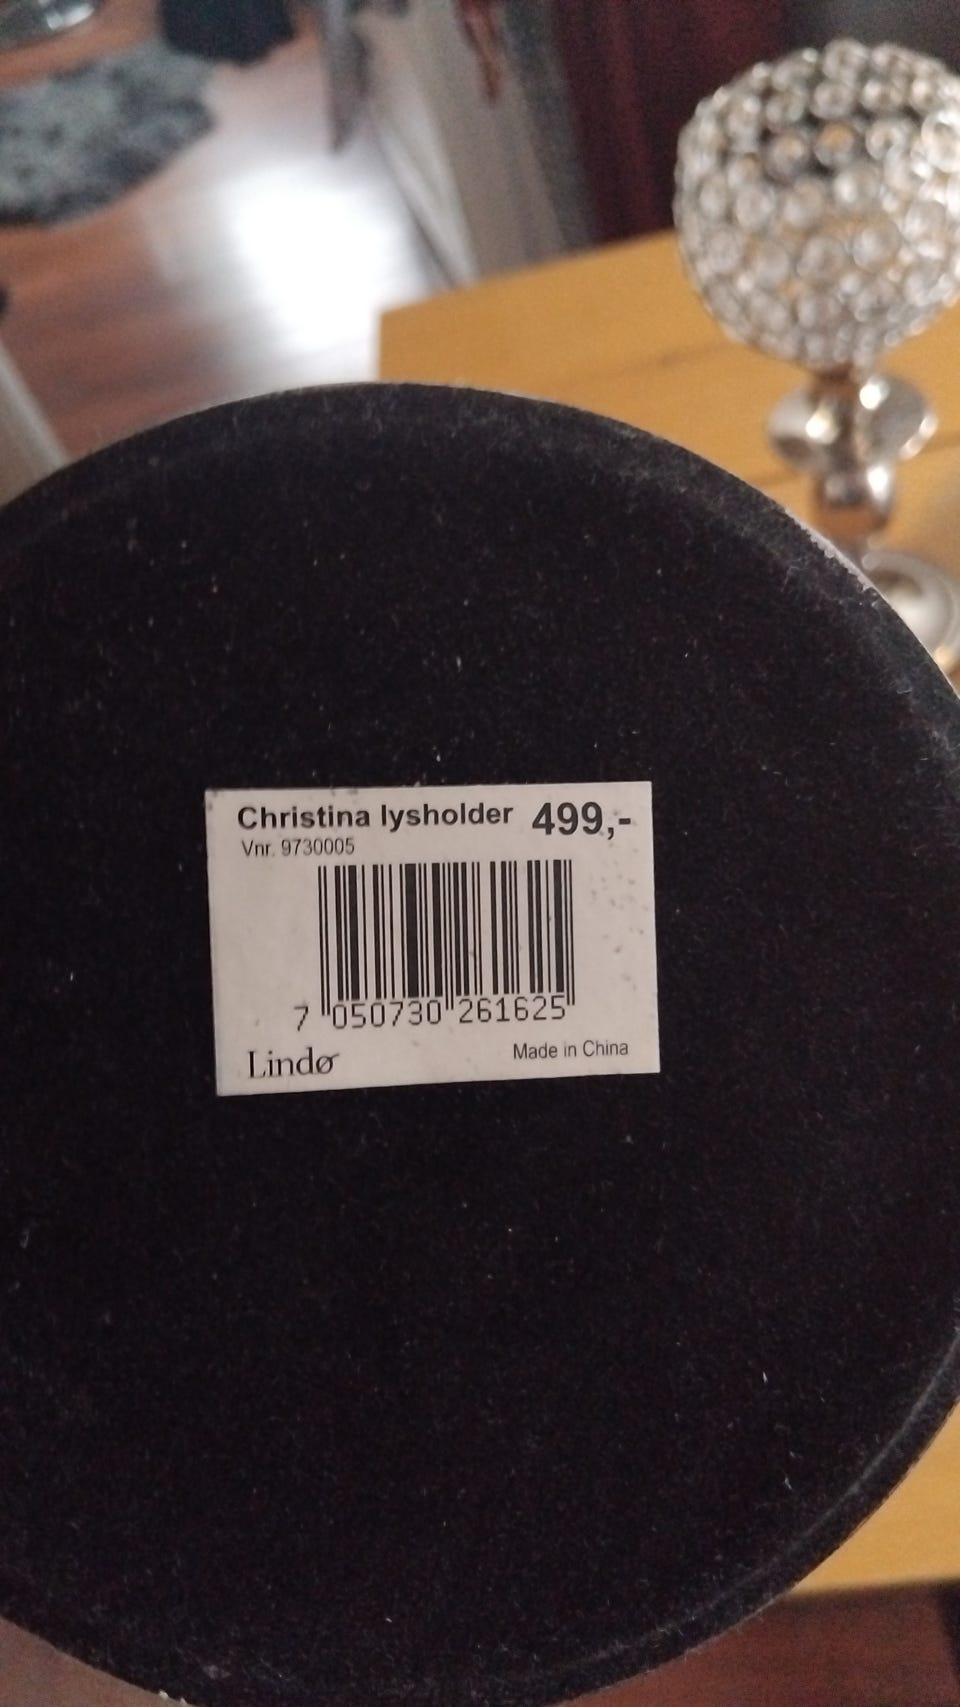 Christina lysholder 499,-
Vnr. 9730005
7 050730 261625
Lindø
Made in China